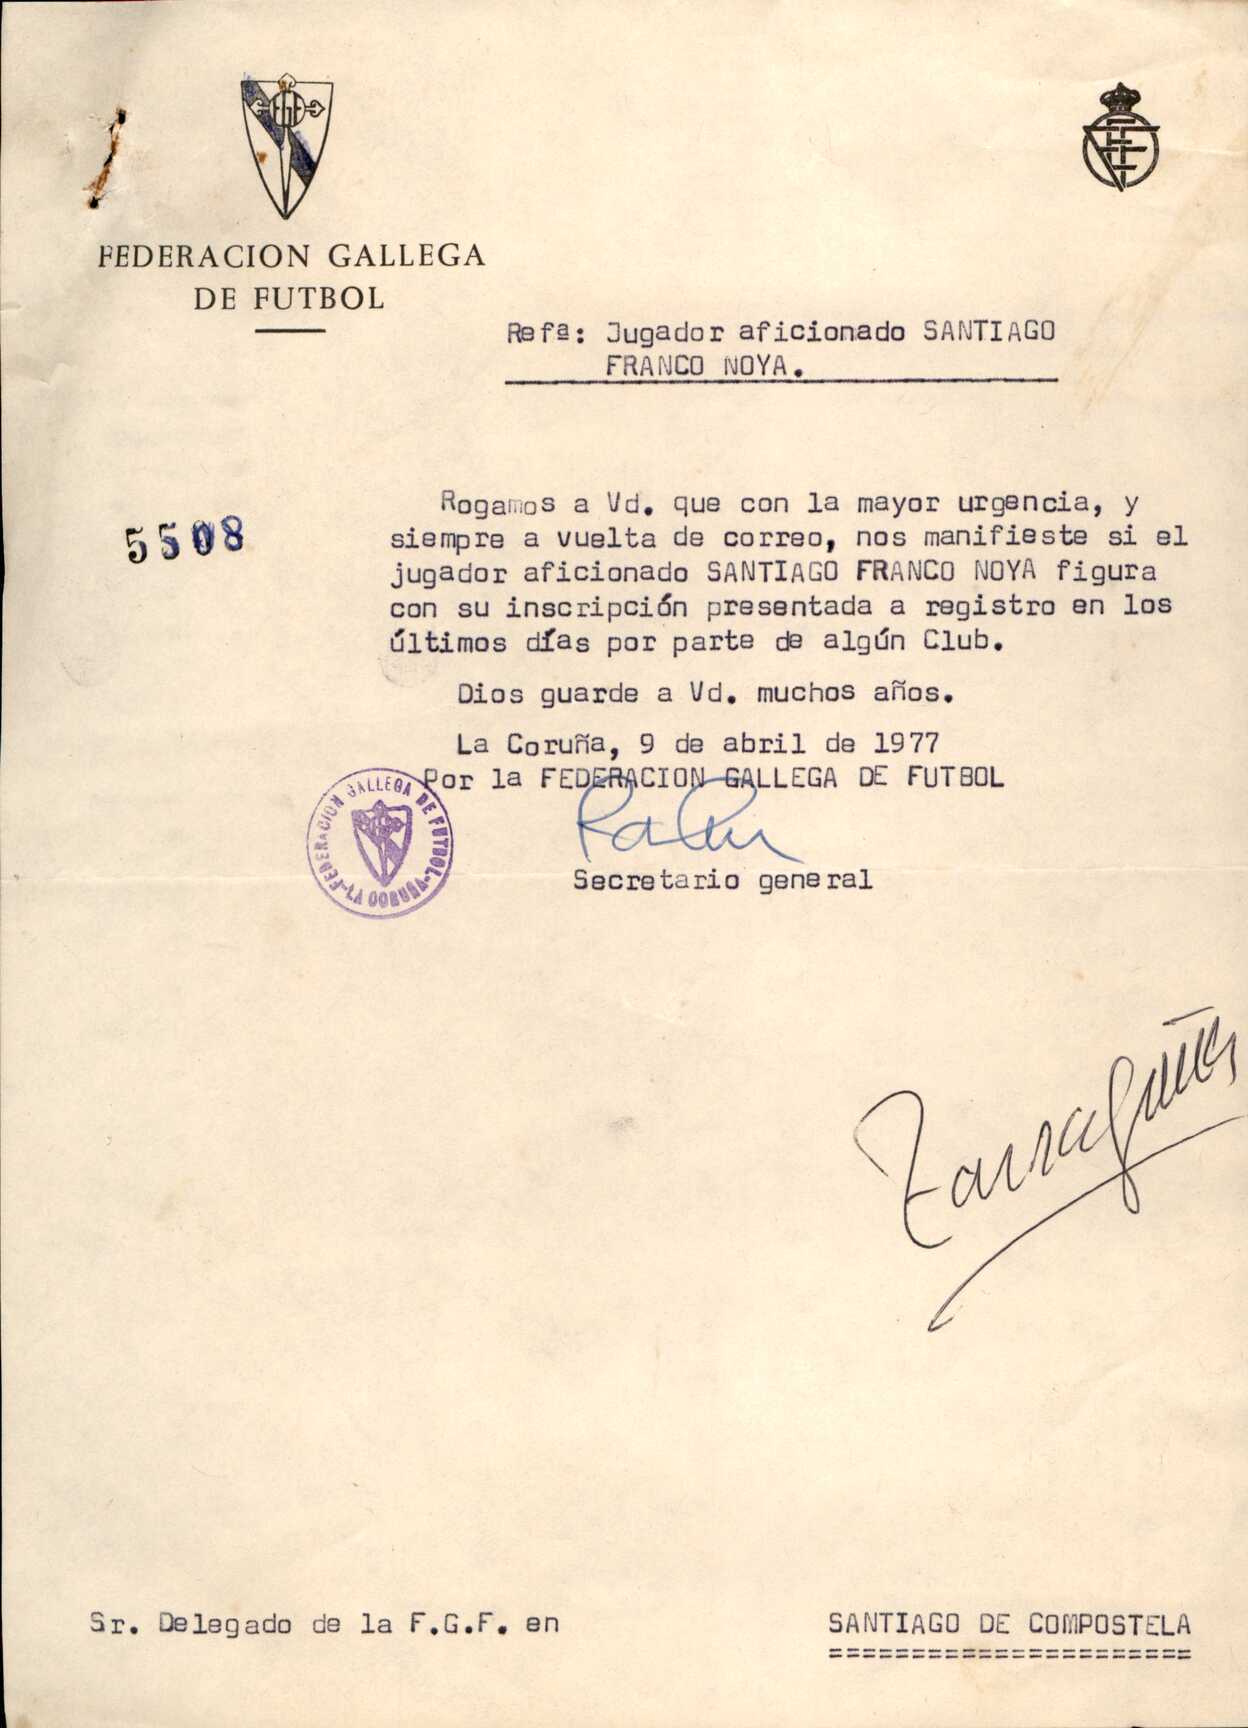 FGF
FEDERACION GALLEGA
DE FUTBOL
Refª: Jugador aficionado SANTIAGO
FRANCO NOYA.
5508
Rogamos a Vd. que con la mayor urgencia, y
siempre a vuelta de correo, nos manifieste si el
jugador aficionado SANTIAGO FRANCO NOYA figura
con su inscripción presentada a registro en los
últimos días por parte de algún Club.
Dios guarde a Vd. muchos años.
La Coruña, 9 de abril de 1977
Por la FEDERACION GALLEGA DE FUTBOL
FEDERACION GALLEGA DE FUTBOL
-LA CORUÑA-
Secretario general
Sr. Delegado de la F.G.F. en
SANTIAGO DE COMPOSTELA